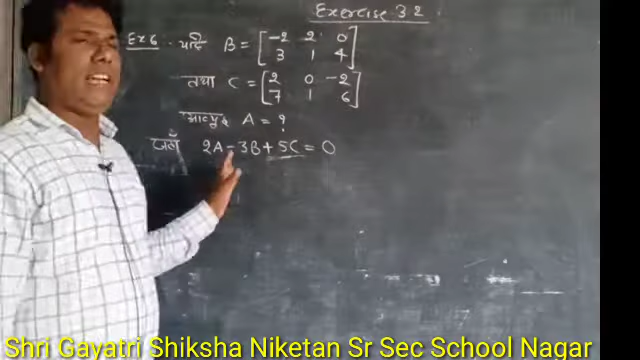 Exercise 3.2
Ex 6 यदि B = [-2 2 0
3 1 4]
तथा C = [2 0 -2
7 1 6]
आव्यूह A = ?
जहाँ 2A - 3B + 5C = 0
Shri Gayatri Shiksha Niketan Sr Sec School Nagar